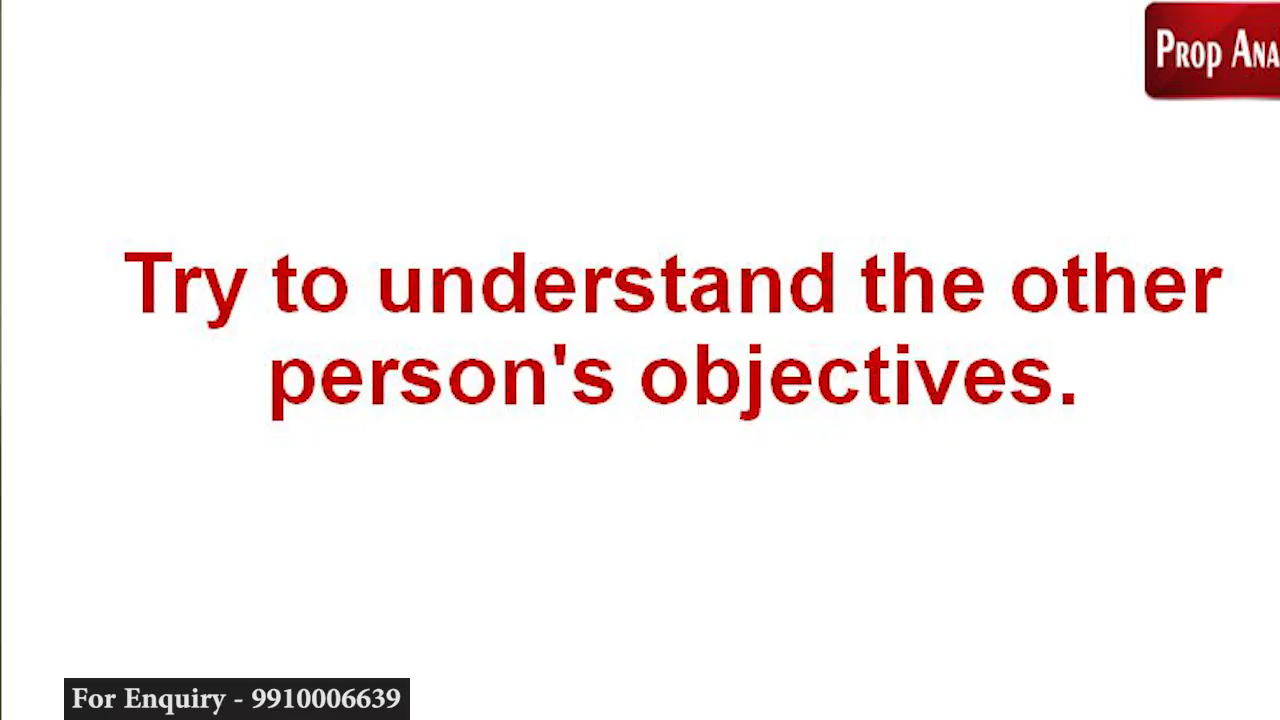 Prop Ana
Try to understand the other
person's objectives.
For Enquiry - 9910006639